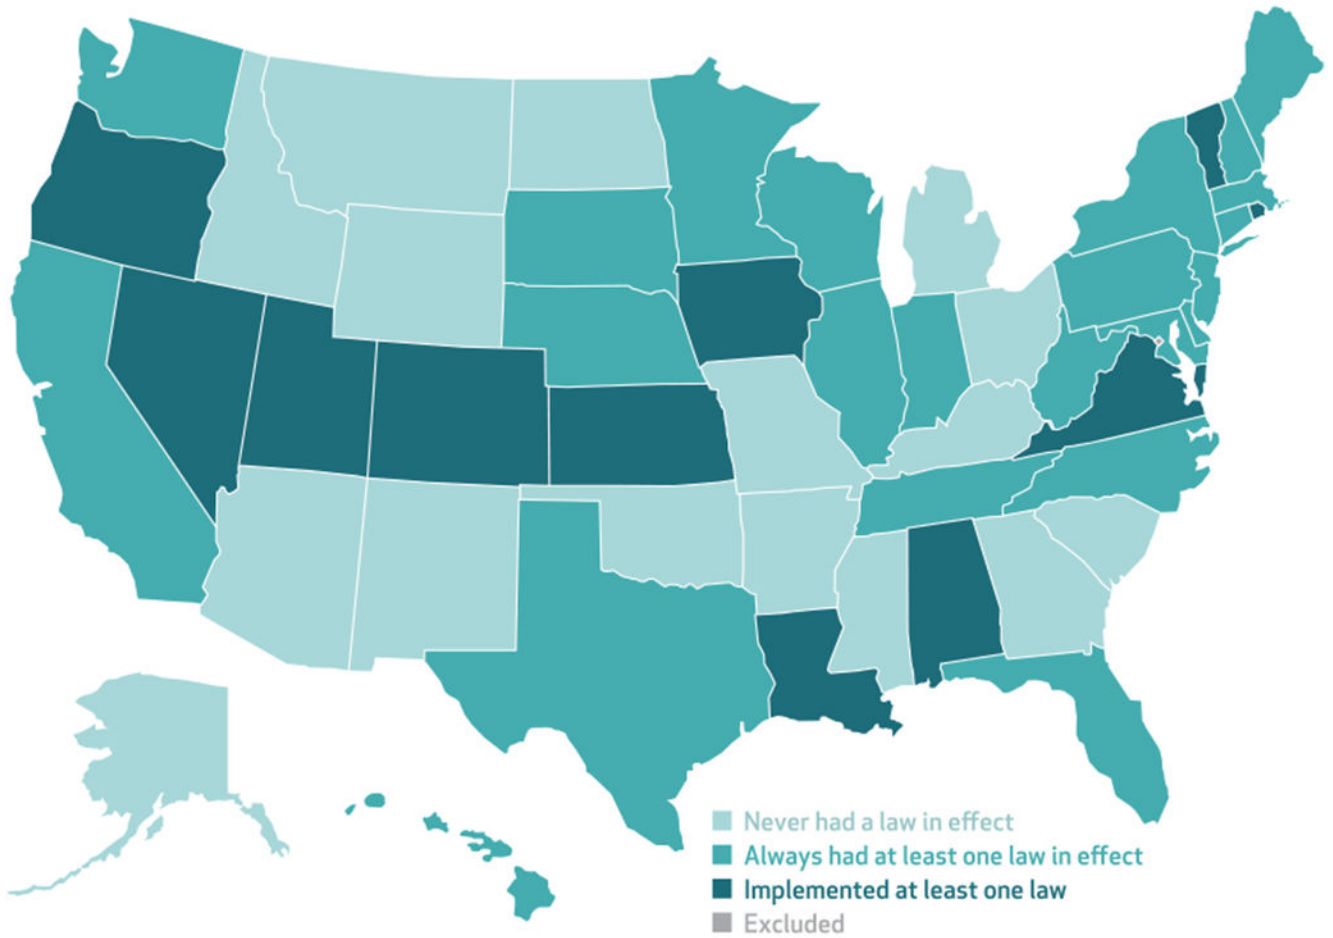 Never had a law in effect
Always had at least one law in effect
Implemented at least one law
Excluded